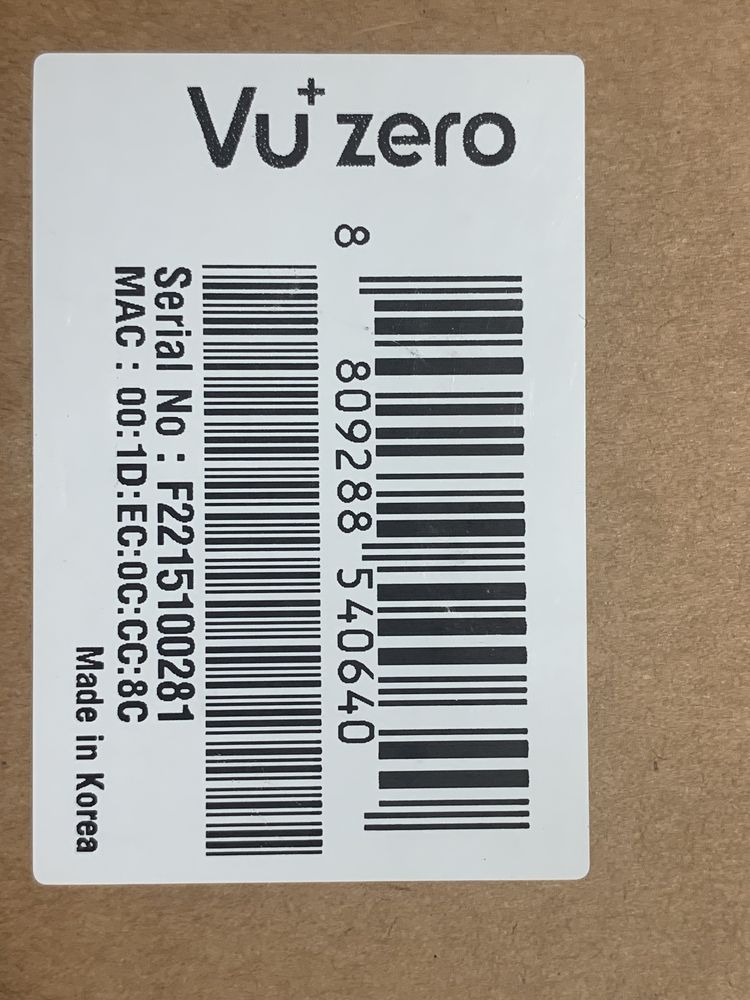 Vu+ zero
8 809288 540640
Serial No : F2215100281
MAC : 00:1D:EC:0C:CC:8C
Made in Korea